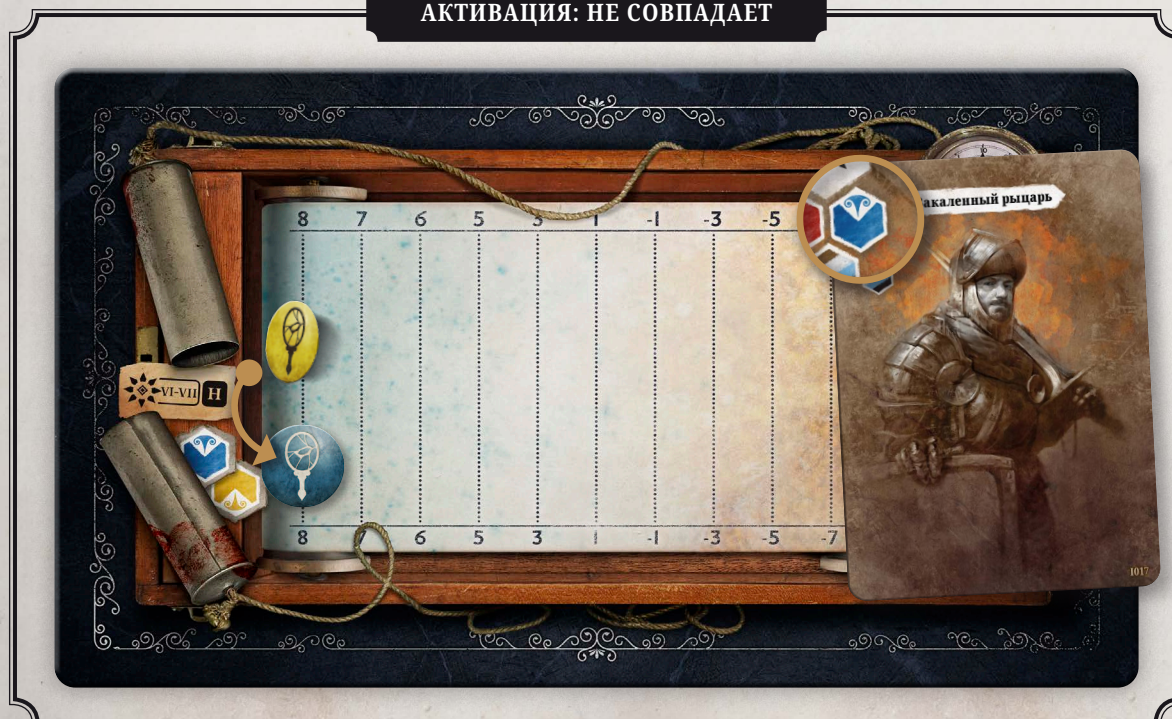 АКТИВАЦИЯ: НЕ СОВПАДАЕТ
8 7 6 5 3 1 -1 -3 -5
акаленный рыцарь
VI-VII H
8 6 5 3 1 -1 -3 -5 -7
1017